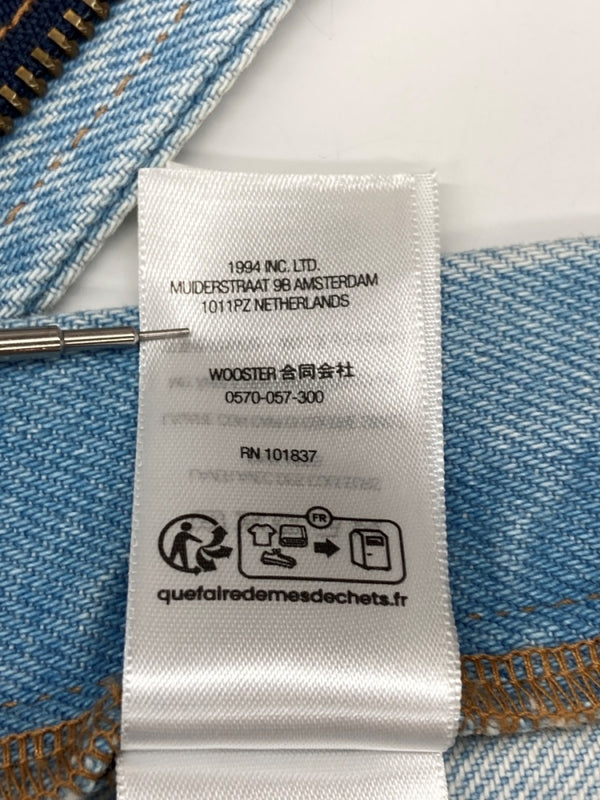 1994 INC. LTD.
MUIDERSTRAAT 9B AMSTERDAM
1011PZ NETHERLANDS
WOOSTER 合同会社
0570-057-300
RN 101837
FR
quefairedemesdechets.fr